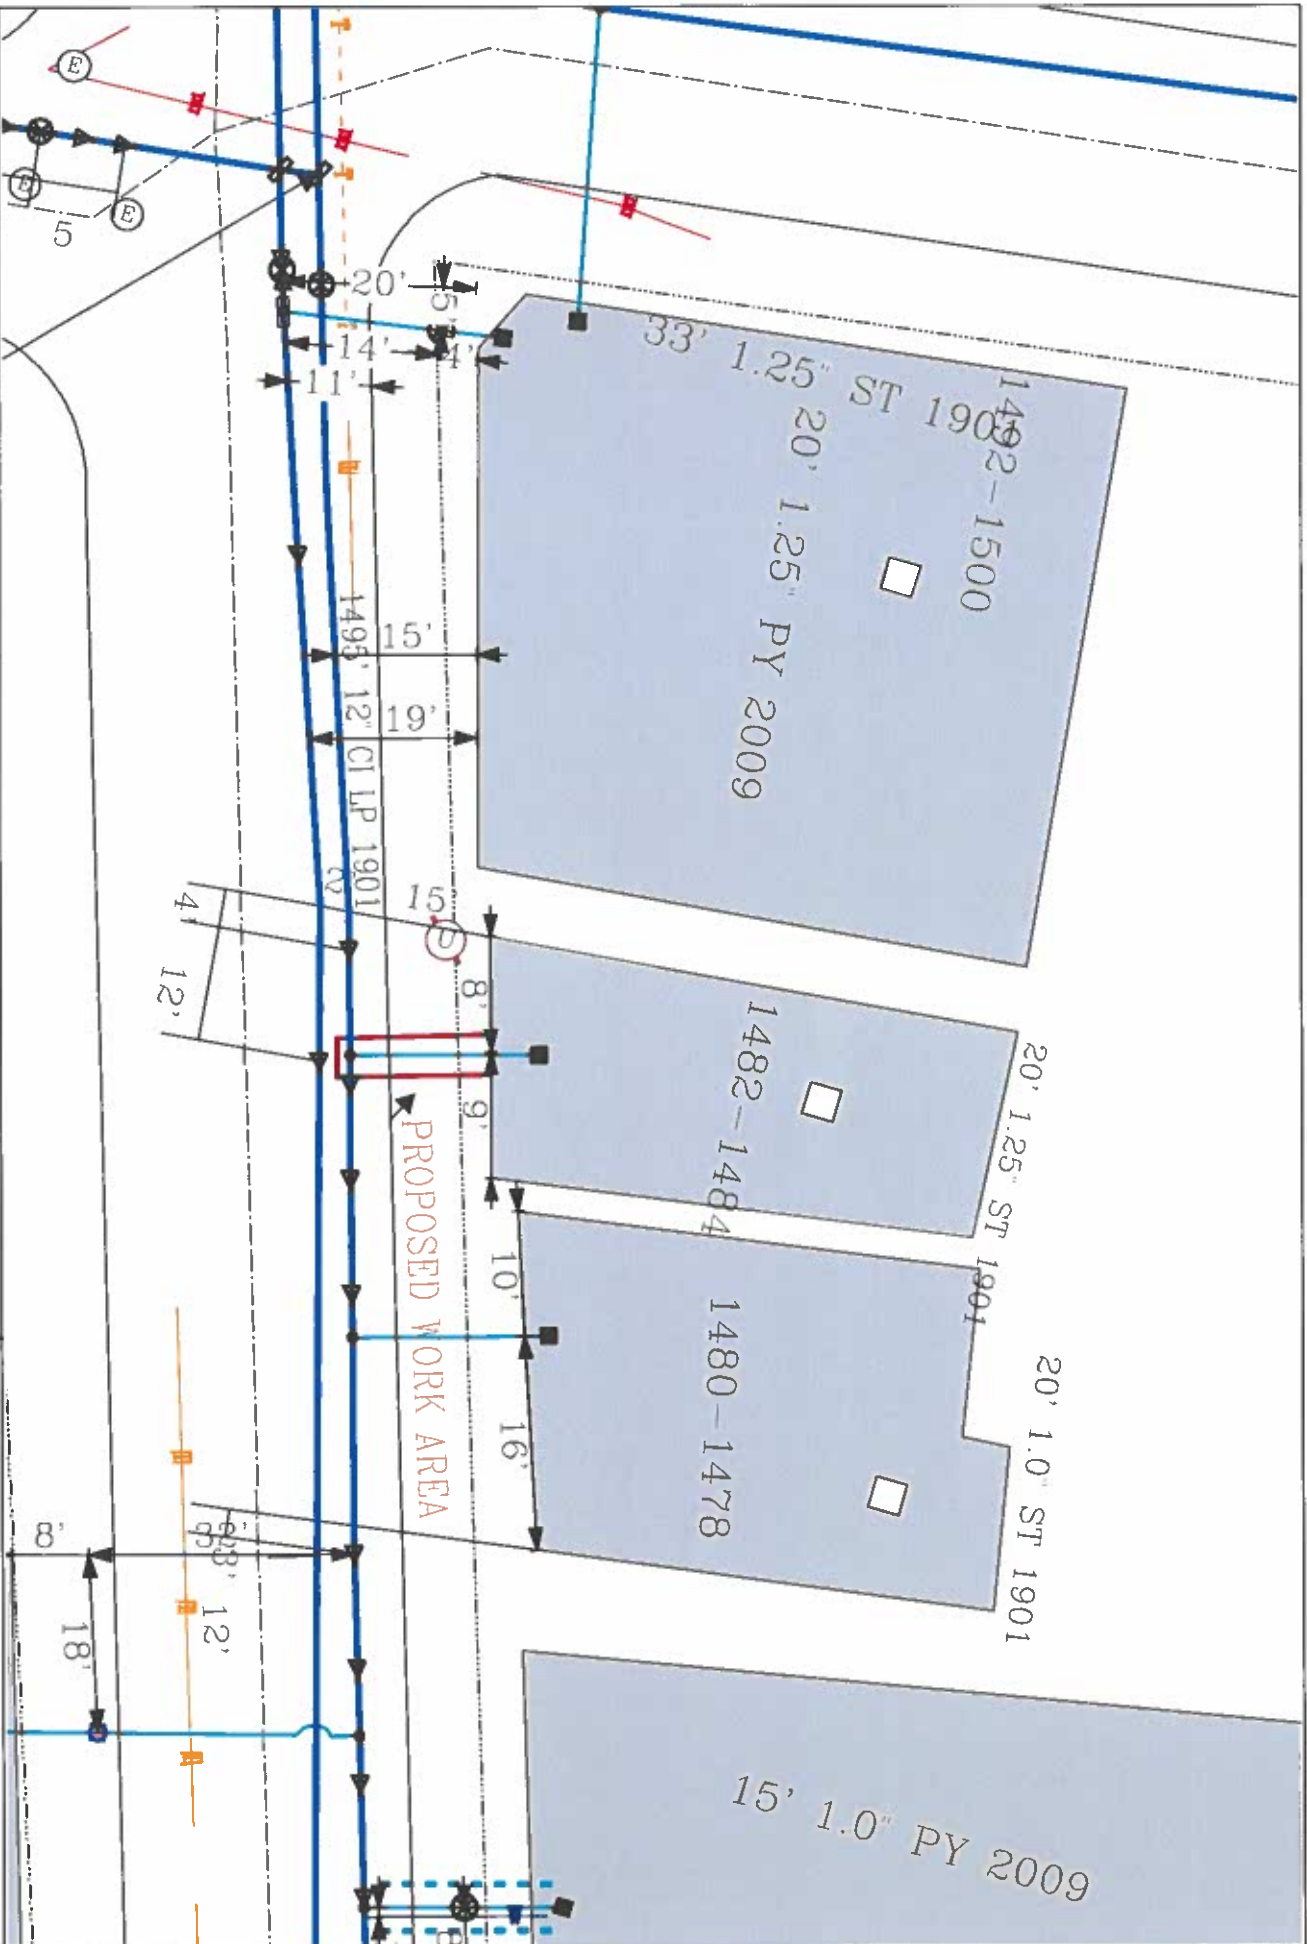 E
E
E
5
20'
5'
14'
4'
11'
33' 1.25" ST 1901
1492-1500
20' 1.25" PY 2009
15'
19'
1495' 12" CI LP 1901
2'
15'
U
4'
12'
8'
9'
1482-1484
20' 1.25" ST 1901
PROPOSED WORK AREA
10'
1480-1478
16'
20' 1.0" ST 1901
8'
3'
12'
18'
15' 1.0" PY 2009